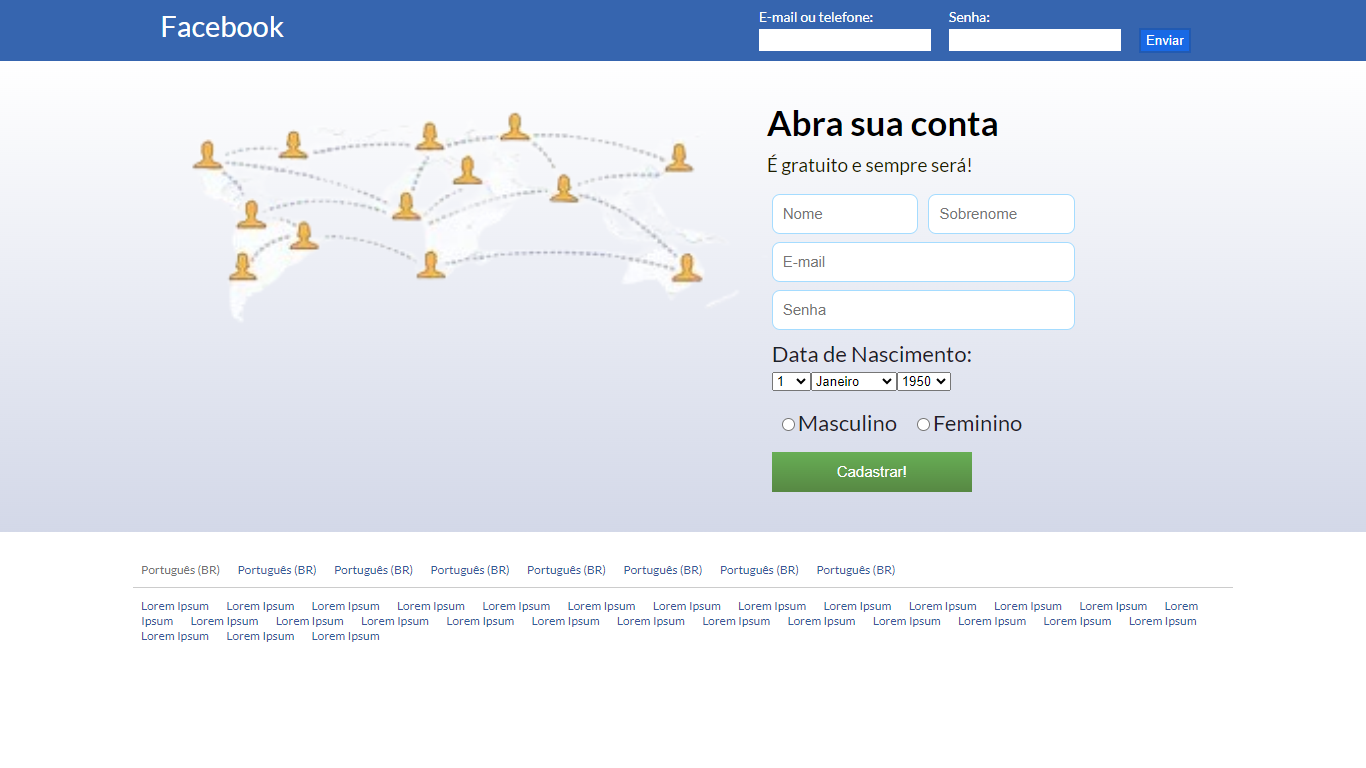 Facebook
E-mail ou telefone: Senha:
Enviar
Abra sua conta
É gratuito e sempre será!
Nome Sobrenome
E-mail
Senha
Data de Nascimento:
1 Janeiro 1950
Masculino Feminino
Cadastrar!
Português (BR) Português (BR) Português (BR) Português (BR) Português (BR) Português (BR) Português (BR) Português (BR)
Lorem Ipsum Lorem Ipsum Lorem Ipsum Lorem Ipsum Lorem Ipsum Lorem Ipsum Lorem Ipsum Lorem Ipsum Lorem Ipsum Lorem Ipsum Lorem Ipsum Lorem Ipsum Lorem
Ipsum Lorem Ipsum Lorem Ipsum Lorem Ipsum Lorem Ipsum Lorem Ipsum Lorem Ipsum Lorem Ipsum Lorem Ipsum Lorem Ipsum Lorem Ipsum Lorem Ipsum Lorem Ipsum
Lorem Ipsum Lorem Ipsum Lorem Ipsum